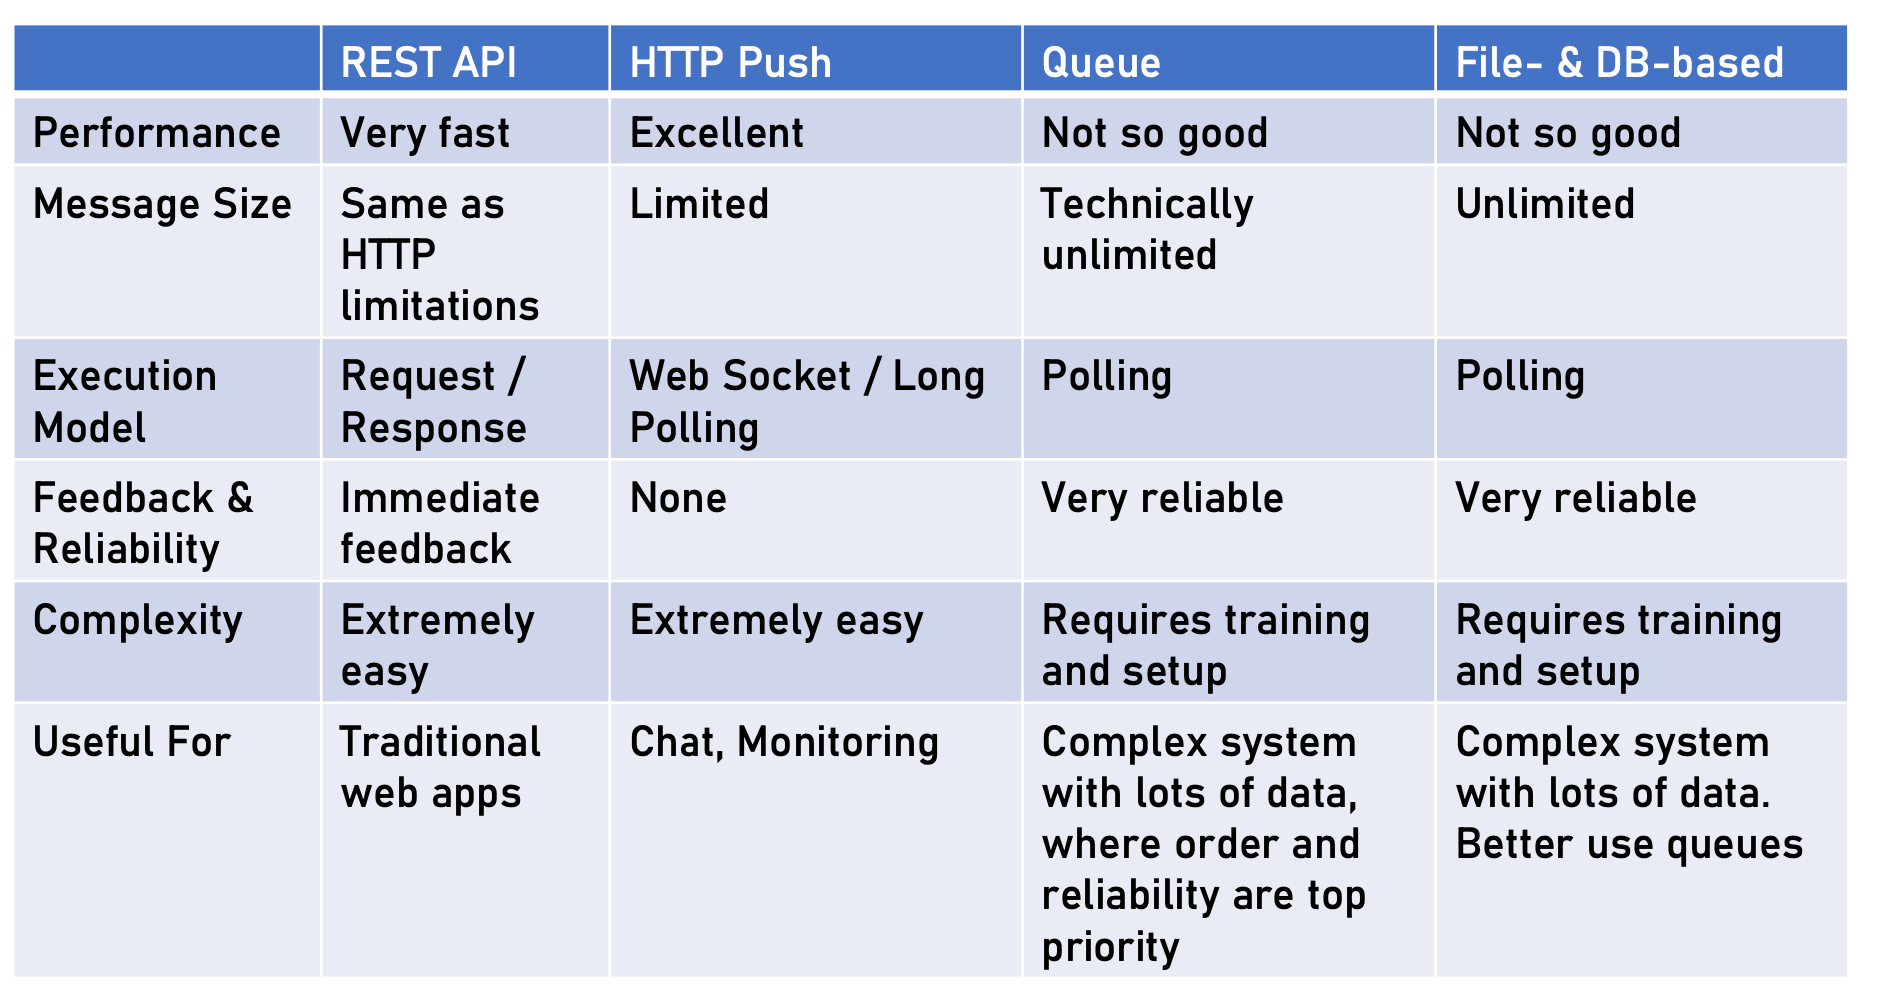 REST API
HTTP Push
Queue
File- & DB-based
Performance
Very fast
Excellent
Not so good
Not so good
Message Size
Same as
HTTP
limitations
Limited
Technically
unlimited
Unlimited
Execution
Model
Request /
Response
Web Socket / Long
Polling
Polling
Polling
Feedback &
Reliability
Immediate
feedback
None
Very reliable
Very reliable
Complexity
Extremely
easy
Extremely easy
Requires training
and setup
Requires training
and setup
Useful For
Traditional
web apps
Chat, Monitoring
Complex system
with lots of data,
where order and
reliability are top
priority
Complex system
with lots of data.
Better use queues